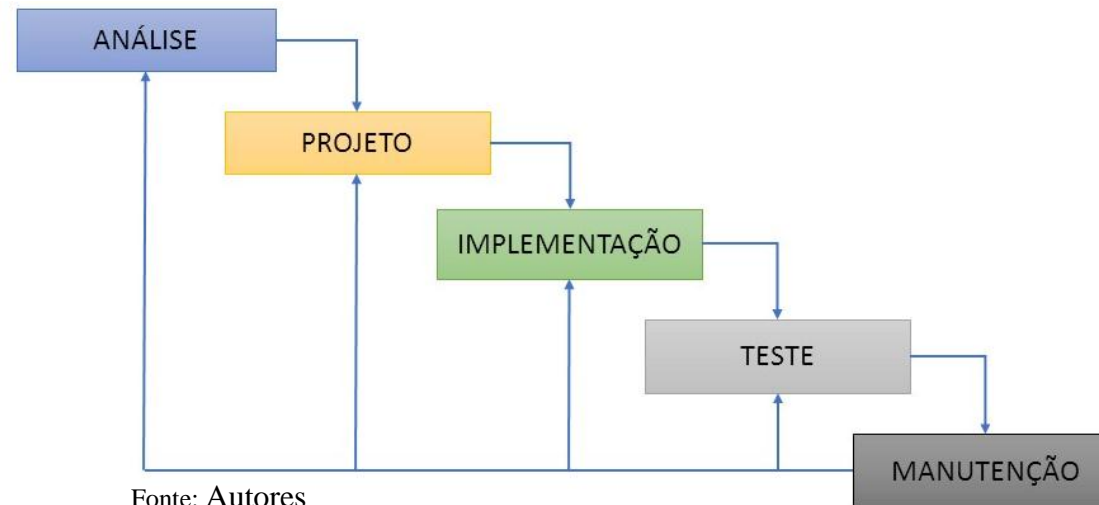 ANÁLISE
PROJETO
IMPLEMENTAÇÃO
TESTE
MANUTENÇÃO
Fonte: Autores